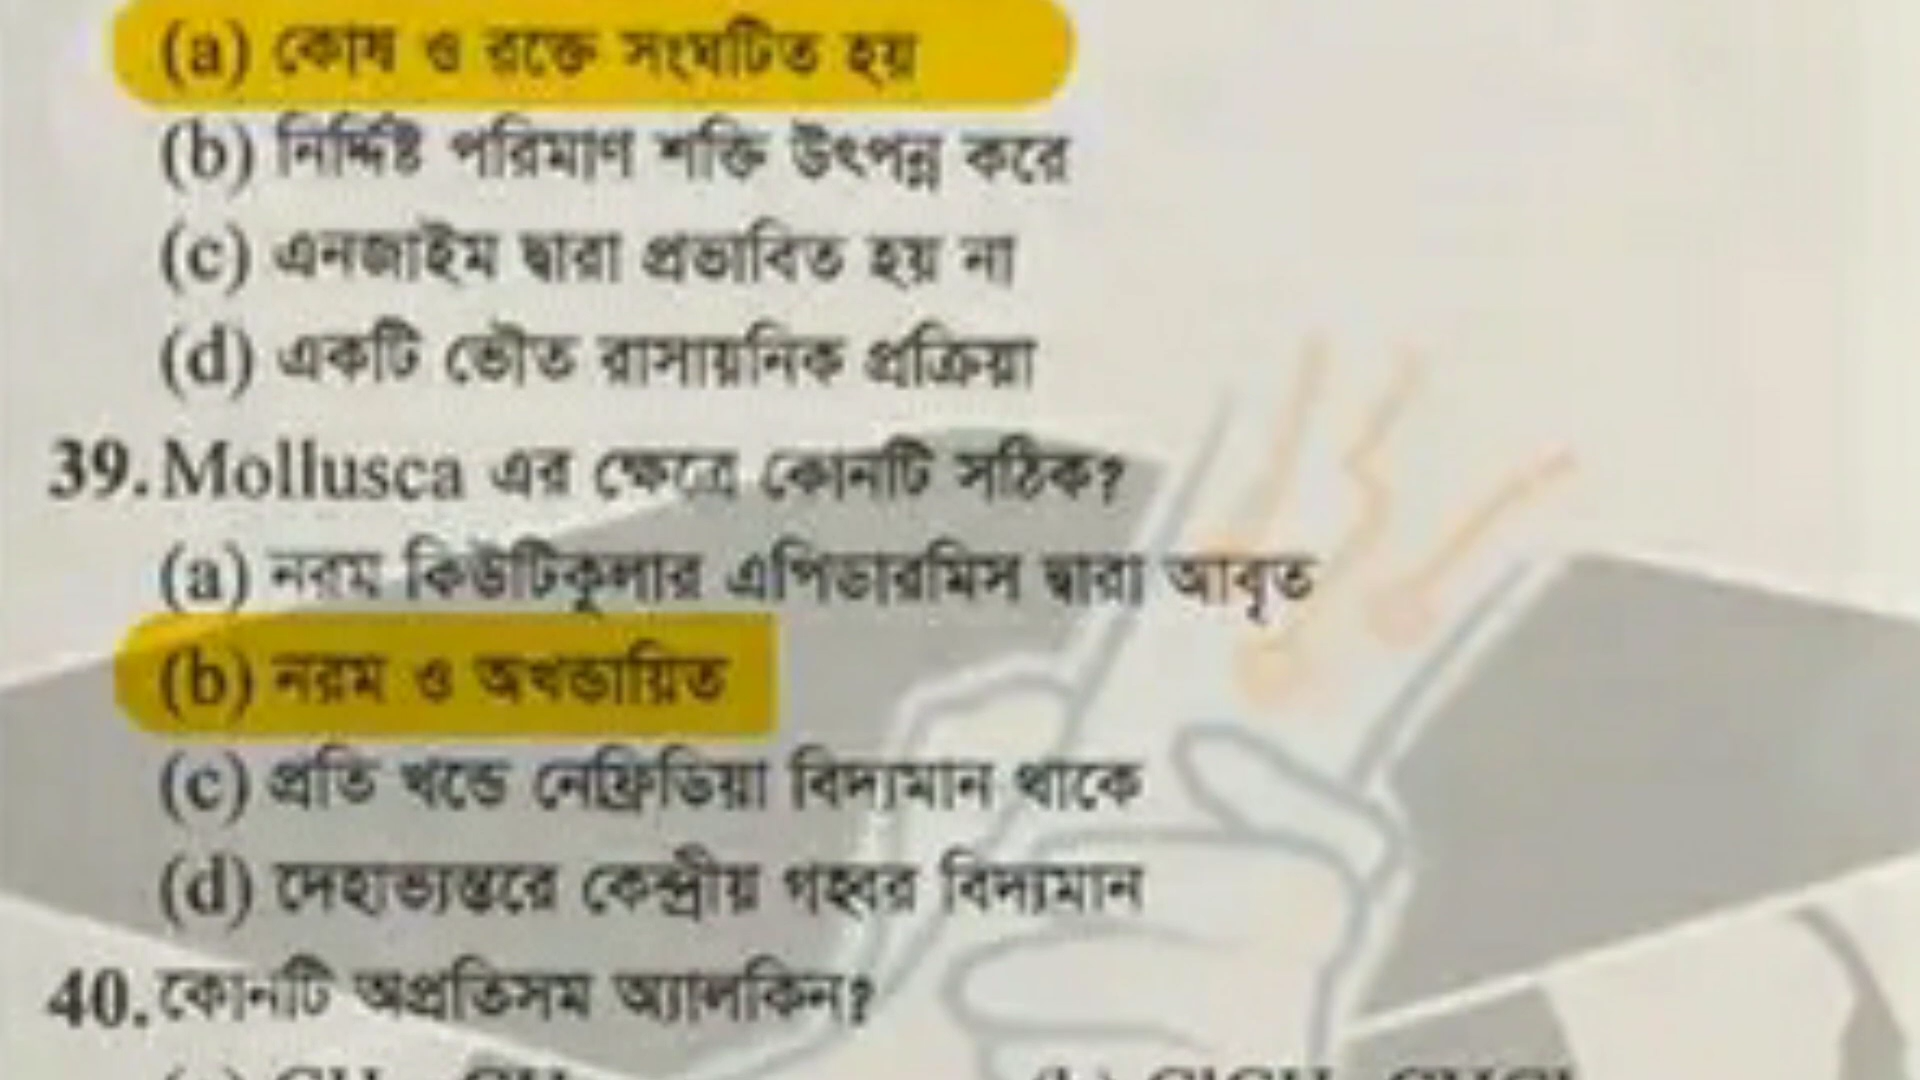 (a) কোষ ও রক্তে সংঘটিত হয়
(b) নির্দ্দিষ্ট পরিমাণ শক্তি উৎপন্ন করে
(c) এনজাইম দ্বারা প্রভাবিত হয় না
(d) একটি ভৌত রাসায়নিক প্রক্রিয়া
39. Mollusca এর ক্ষেত্রে কোনটি সঠিক?
(a) নরম কিউটিকুলার এপিডারমিস দ্বারা আবৃত
(b) নরম ও অখন্ডায়িত
(c) প্রতি খন্ডে নেফ্রিডিয়া বিদ্যমান থাকে
(d) দেহাভ্যন্তরে কেন্দ্রীয় গহ্বর বিদ্যমান
40. কোনটি অপ্রতিসম অ্যালকিন?